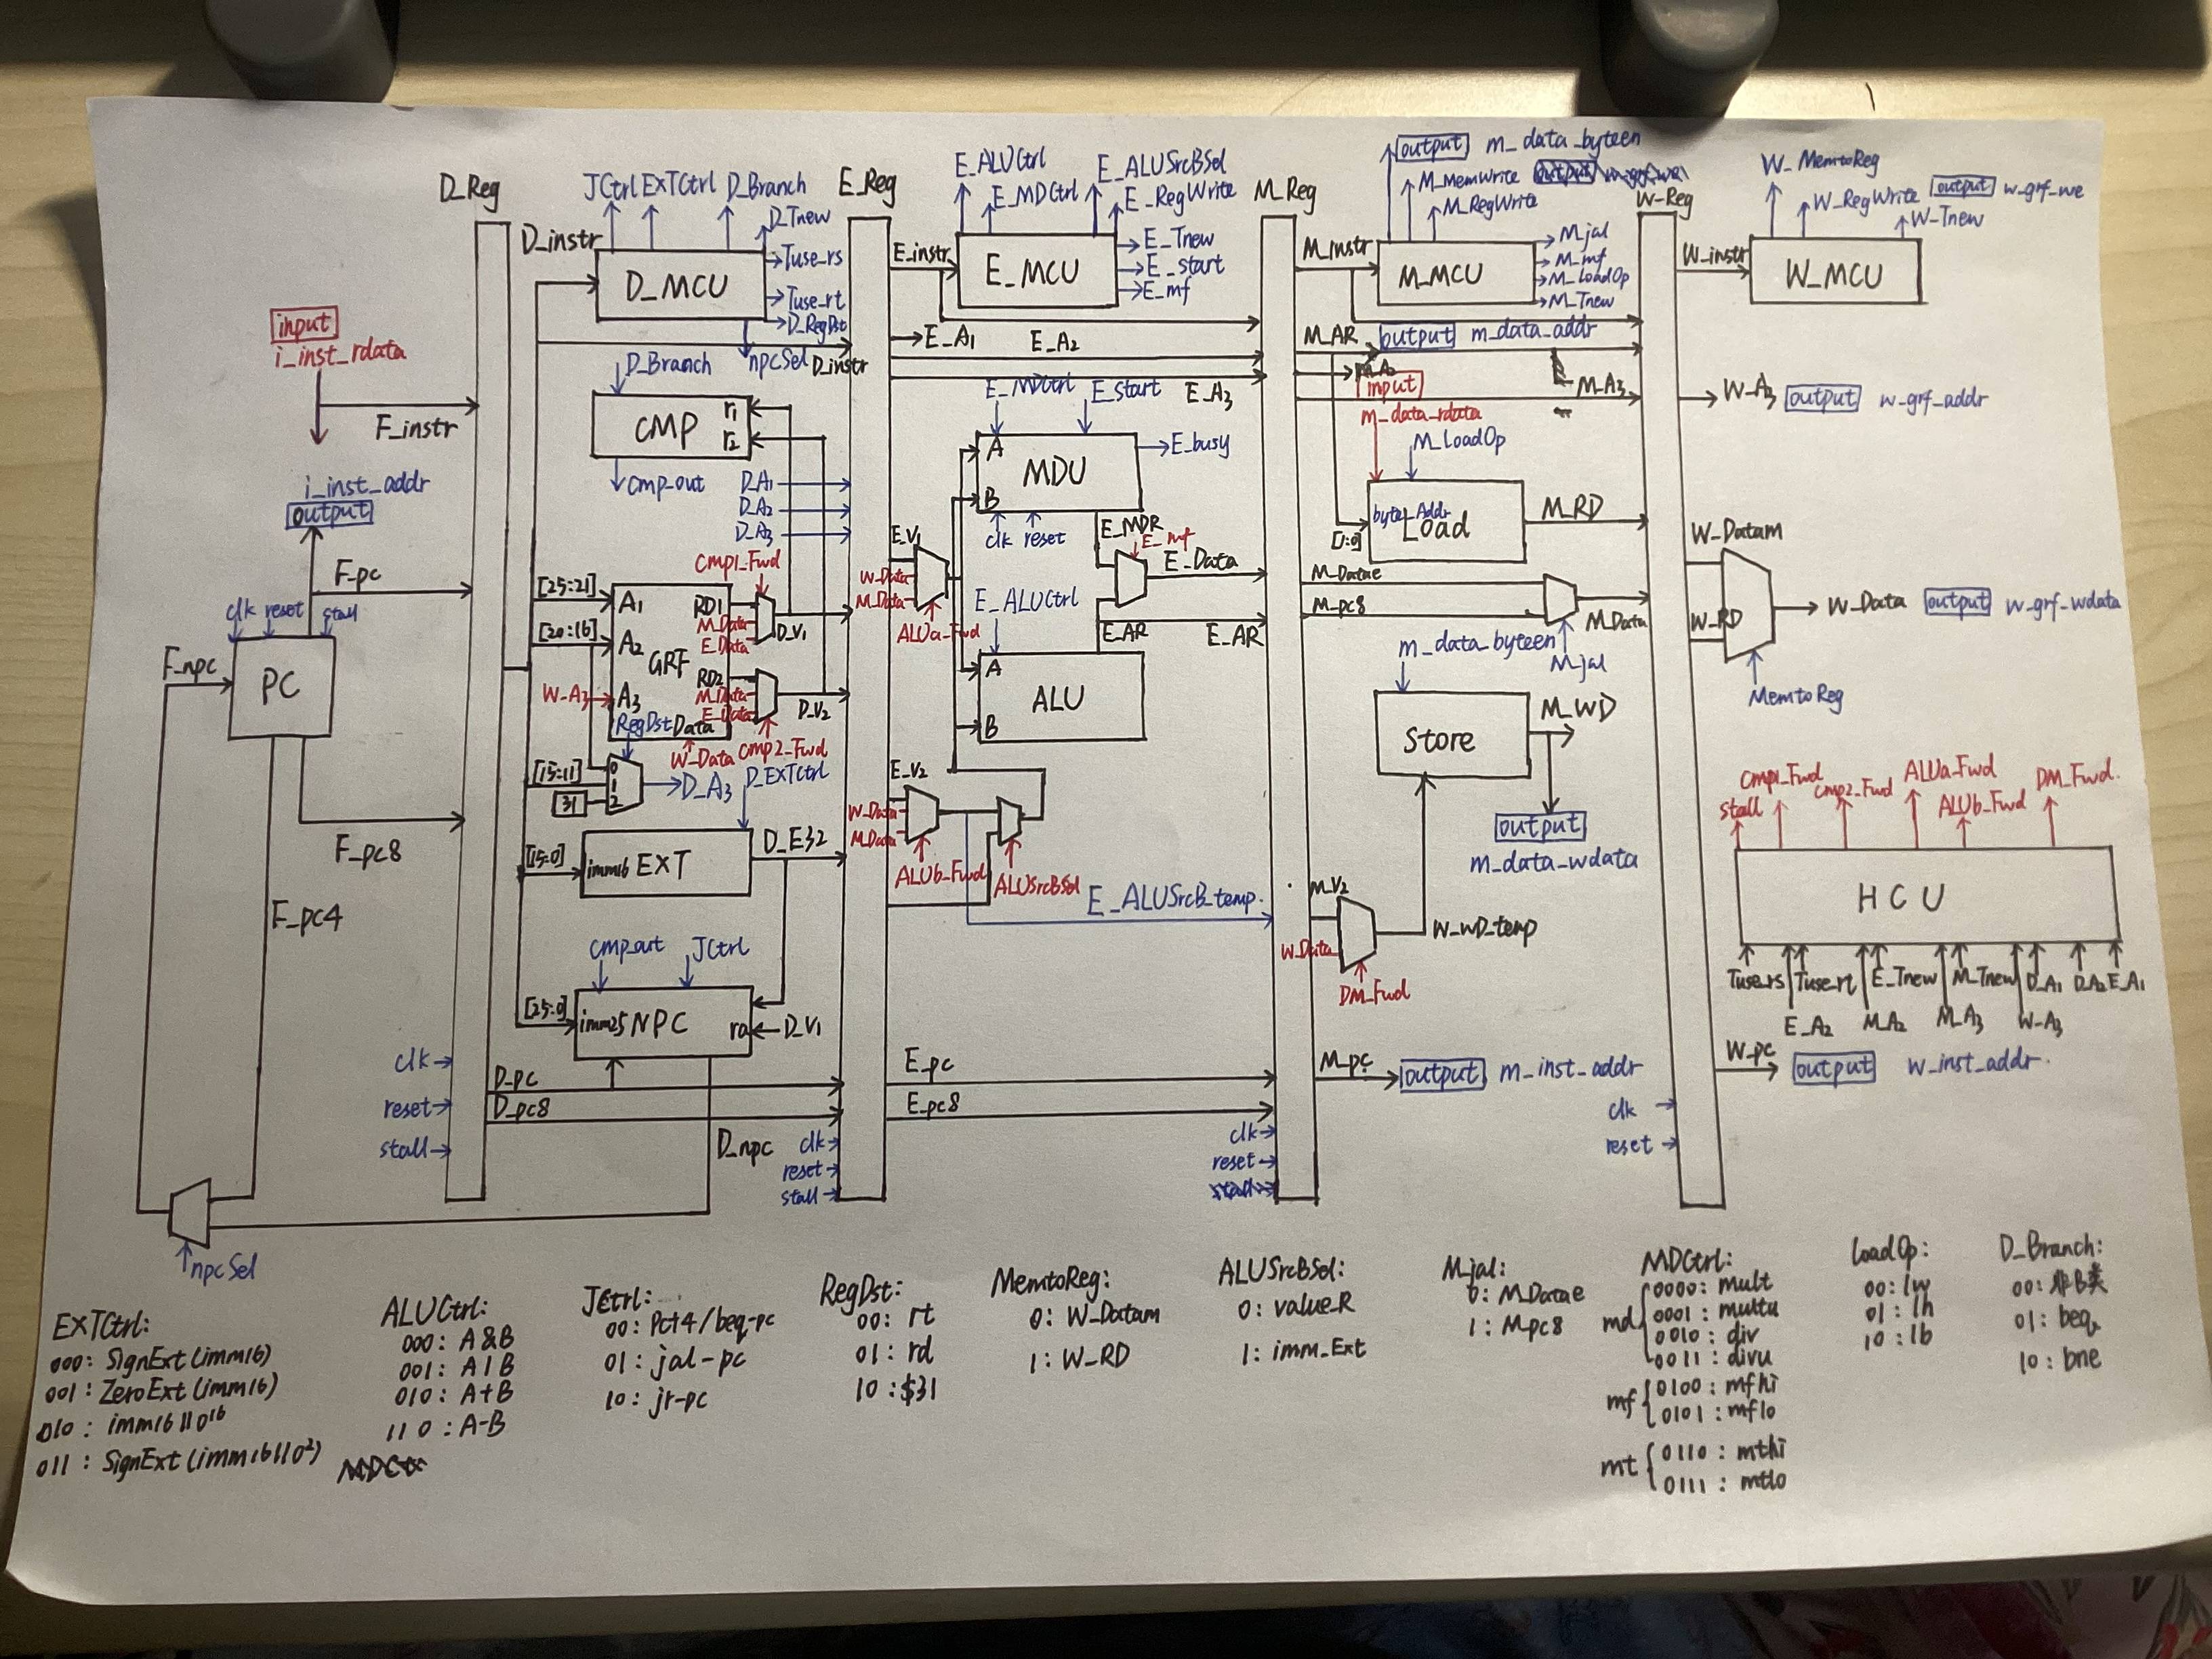 D_Reg
JCtrl EXTCtrl D_Branch
E_Reg
E_ALUCtrl
E_ALUSrcBSel
E_MDCtrl
E_RegWrite
M_Reg
output m_data_byteen
M_MemWrite output
M_RegWrite
W_Reg
W_MemtoReg
W_RegWrite output w_grf_we
W_Tnew
D_instr
D_MCU
D_Tnew
Tuse_rs
Tuse_rt
D_RegDst
npcSel D_instr
E_instr
E_MCU
E_Tnew
E_start
E_mf
M_instr
M_MCU
M_jal
M_mf
M_LoadOp
M_Tnew
W_instr
W_MCU
input
i_inst_rdata
F_instr
i_inst_addr
output
F_pc
clk reset stall
F_npc
PC
F_pc8
F_pc4
npcSel
clk
reset
stall
D_Branch
CMP
r1
r2
cmp_out
D_A1
D_A2
D_A3
[25:21]
[20:16]
W_A3
A1
A2
A3
GRF
RD1
RD2
Data
CMP1_Fwd
M_Data
E_Data
D_V1
M_Data
E_Data
D_V2
RegDst
W_Data cmp2_Fwd
[15:11]
31
0
1
2
D_A3
D_EXTCtrl
[15:0]
imm16 EXT
D_E32
cmp_out
JCtrl
[25:0]
imm25 NPC
ra
D_V1
D_pc
D_pc8
D_npc
clk
reset
stall
E_A1
E_A2
E_A3
E_MDCtrl
E_start
A
B
MDU
E_busy
clk reset
E_MDR
E_mf
E_Data
E_V1
W_Data
M_Data
ALUa_Fwd
E_ALUCtrl
E_AR
E_AR
A
B
ALU
E_V2
W_Data
M_Data
ALUb_Fwd
ALUSrcBSel
E_ALUSrcB_temp.
E_pc
E_pc8
clk
reset
stall
M_AR
output m_data_addr
M_A2
M_A3
input
m_data_rdata
M_LoadOp
byte_Addr
Load
[1:0]
M_RD
M_Datae
M_pc8
M_Data
M_jal
m_data_byteen
Store
M_WD
output
m_data_wdata
M_V2
W_Data
DM_Fwd
W_WD_temp
M_pc
output m_inst_addr
clk
reset
W_A3 output w_grf_addr
W_Datam
W_RD
W_Data output w_grf_wdata
MemtoReg
stall
cmp1_Fwd
cmp2_Fwd
ALUa_Fwd
ALUb_Fwd
DM_Fwd.
HCU
Tuse_rs Tuse_rt E_Tnew M_Tnew D_A1 D_A2 E_A1
E_A2 M_A2 M_A3 W_A3
W_pc output w_inst_addr.
EXTCtrl:
000: SignExt(imm16)
001: ZeroExt(imm16)
010: imm16||0^16
011: SignExt(imm16||0^2)
ALUCtrl:
000: A&B
001: A|B
010: A+B
110: A-B
JCtrl:
00: Pc+4/beq-pc
01: jal-pc
10: jr-pc
RegDst:
00: rt
01: rd
10: $31
MemtoReg:
0: W_Datam
1: W_RD
ALUSrcBSel:
0: value_R
1: imm_Ext
M_jal:
0: M_Datae
1: M_pc8
MDCtrl:
md
0000: mult
0001: multu
0010: div
0011: divu
mf
0100: mfhi
0101: mflo
mt
0110: mthi
0111: mtlo
LoadOp:
00: lw
01: lh
10: lb
D_Branch:
00: 非B类
01: beq
10: bne